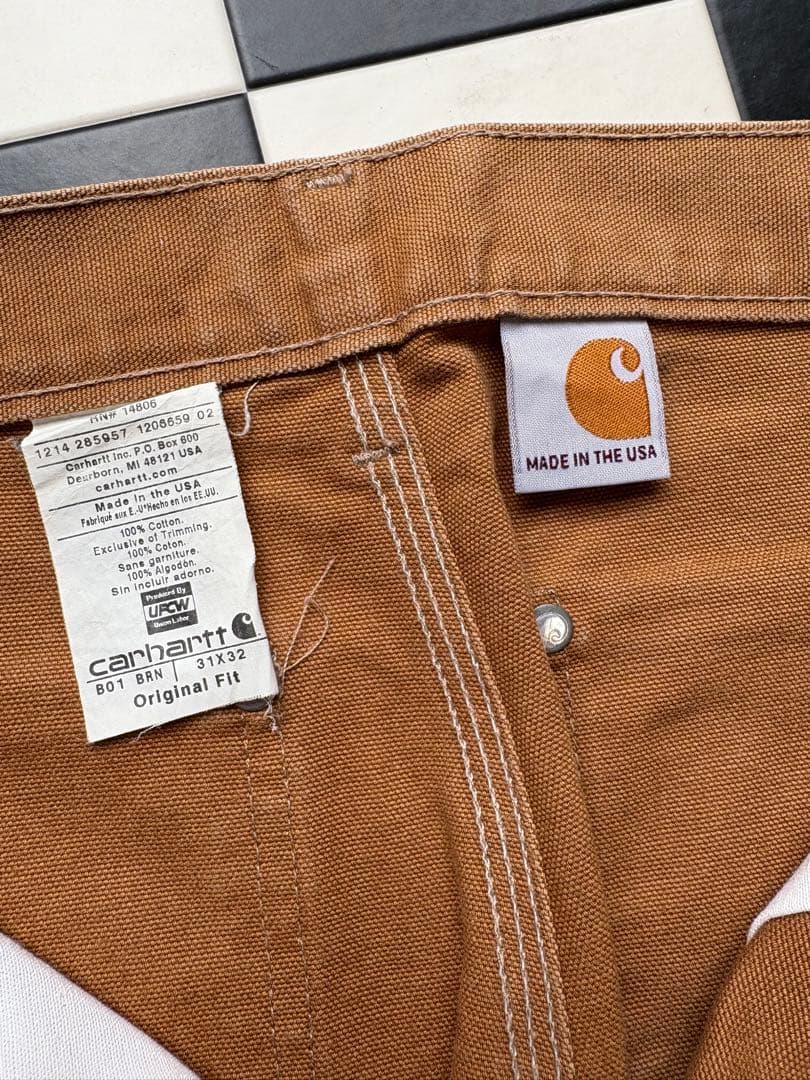 RN# 14806
1214 285957 1206659 02
Carhartt Inc. P.O. Box 600
Dearborn, MI 48121 USA
carhartt.com
Made in the USA
Fabriqué aux E.-U*Hecho en los EE.UU.
100% Cotton.
Exclusive of Trimming.
100% Coton.
Sans garniture.
100% Algodón.
Sin incluir adorno.
Produced By
UFCW
Union Labor
carhartt
B01 BRN | 31X32
Original Fit
MADE IN THE USA